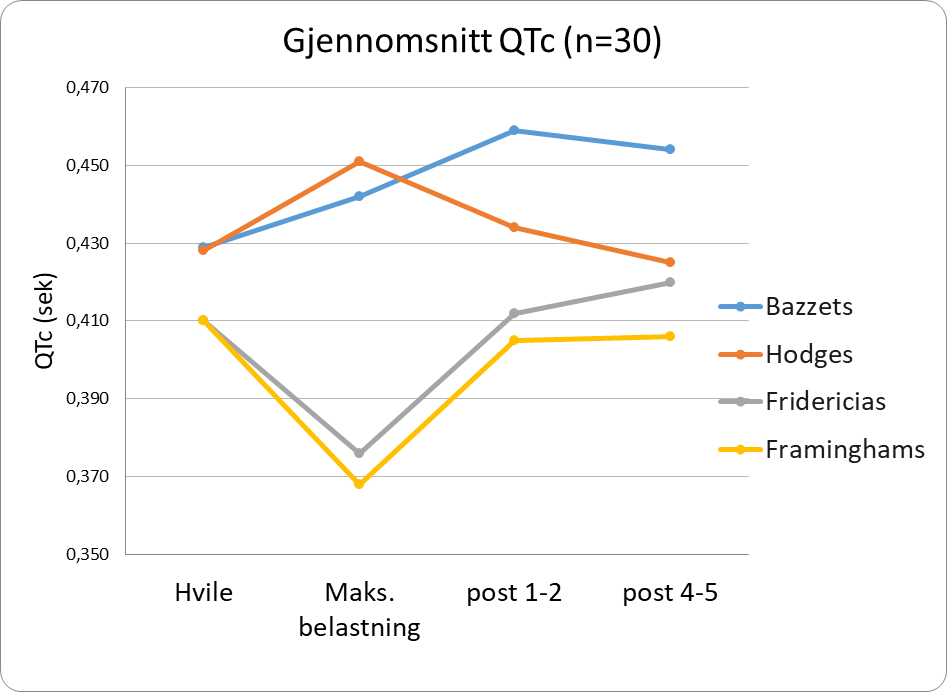 Gjennomsnitt QTc (n=30)
0,470
0,450
0,430
0,410
0,390
0,370
0,350
QTc (sek)
Hvile
Maks.
belastning
post 1-2
post 4-5
Bazzets
Hodges
Fridericias
Framinghams